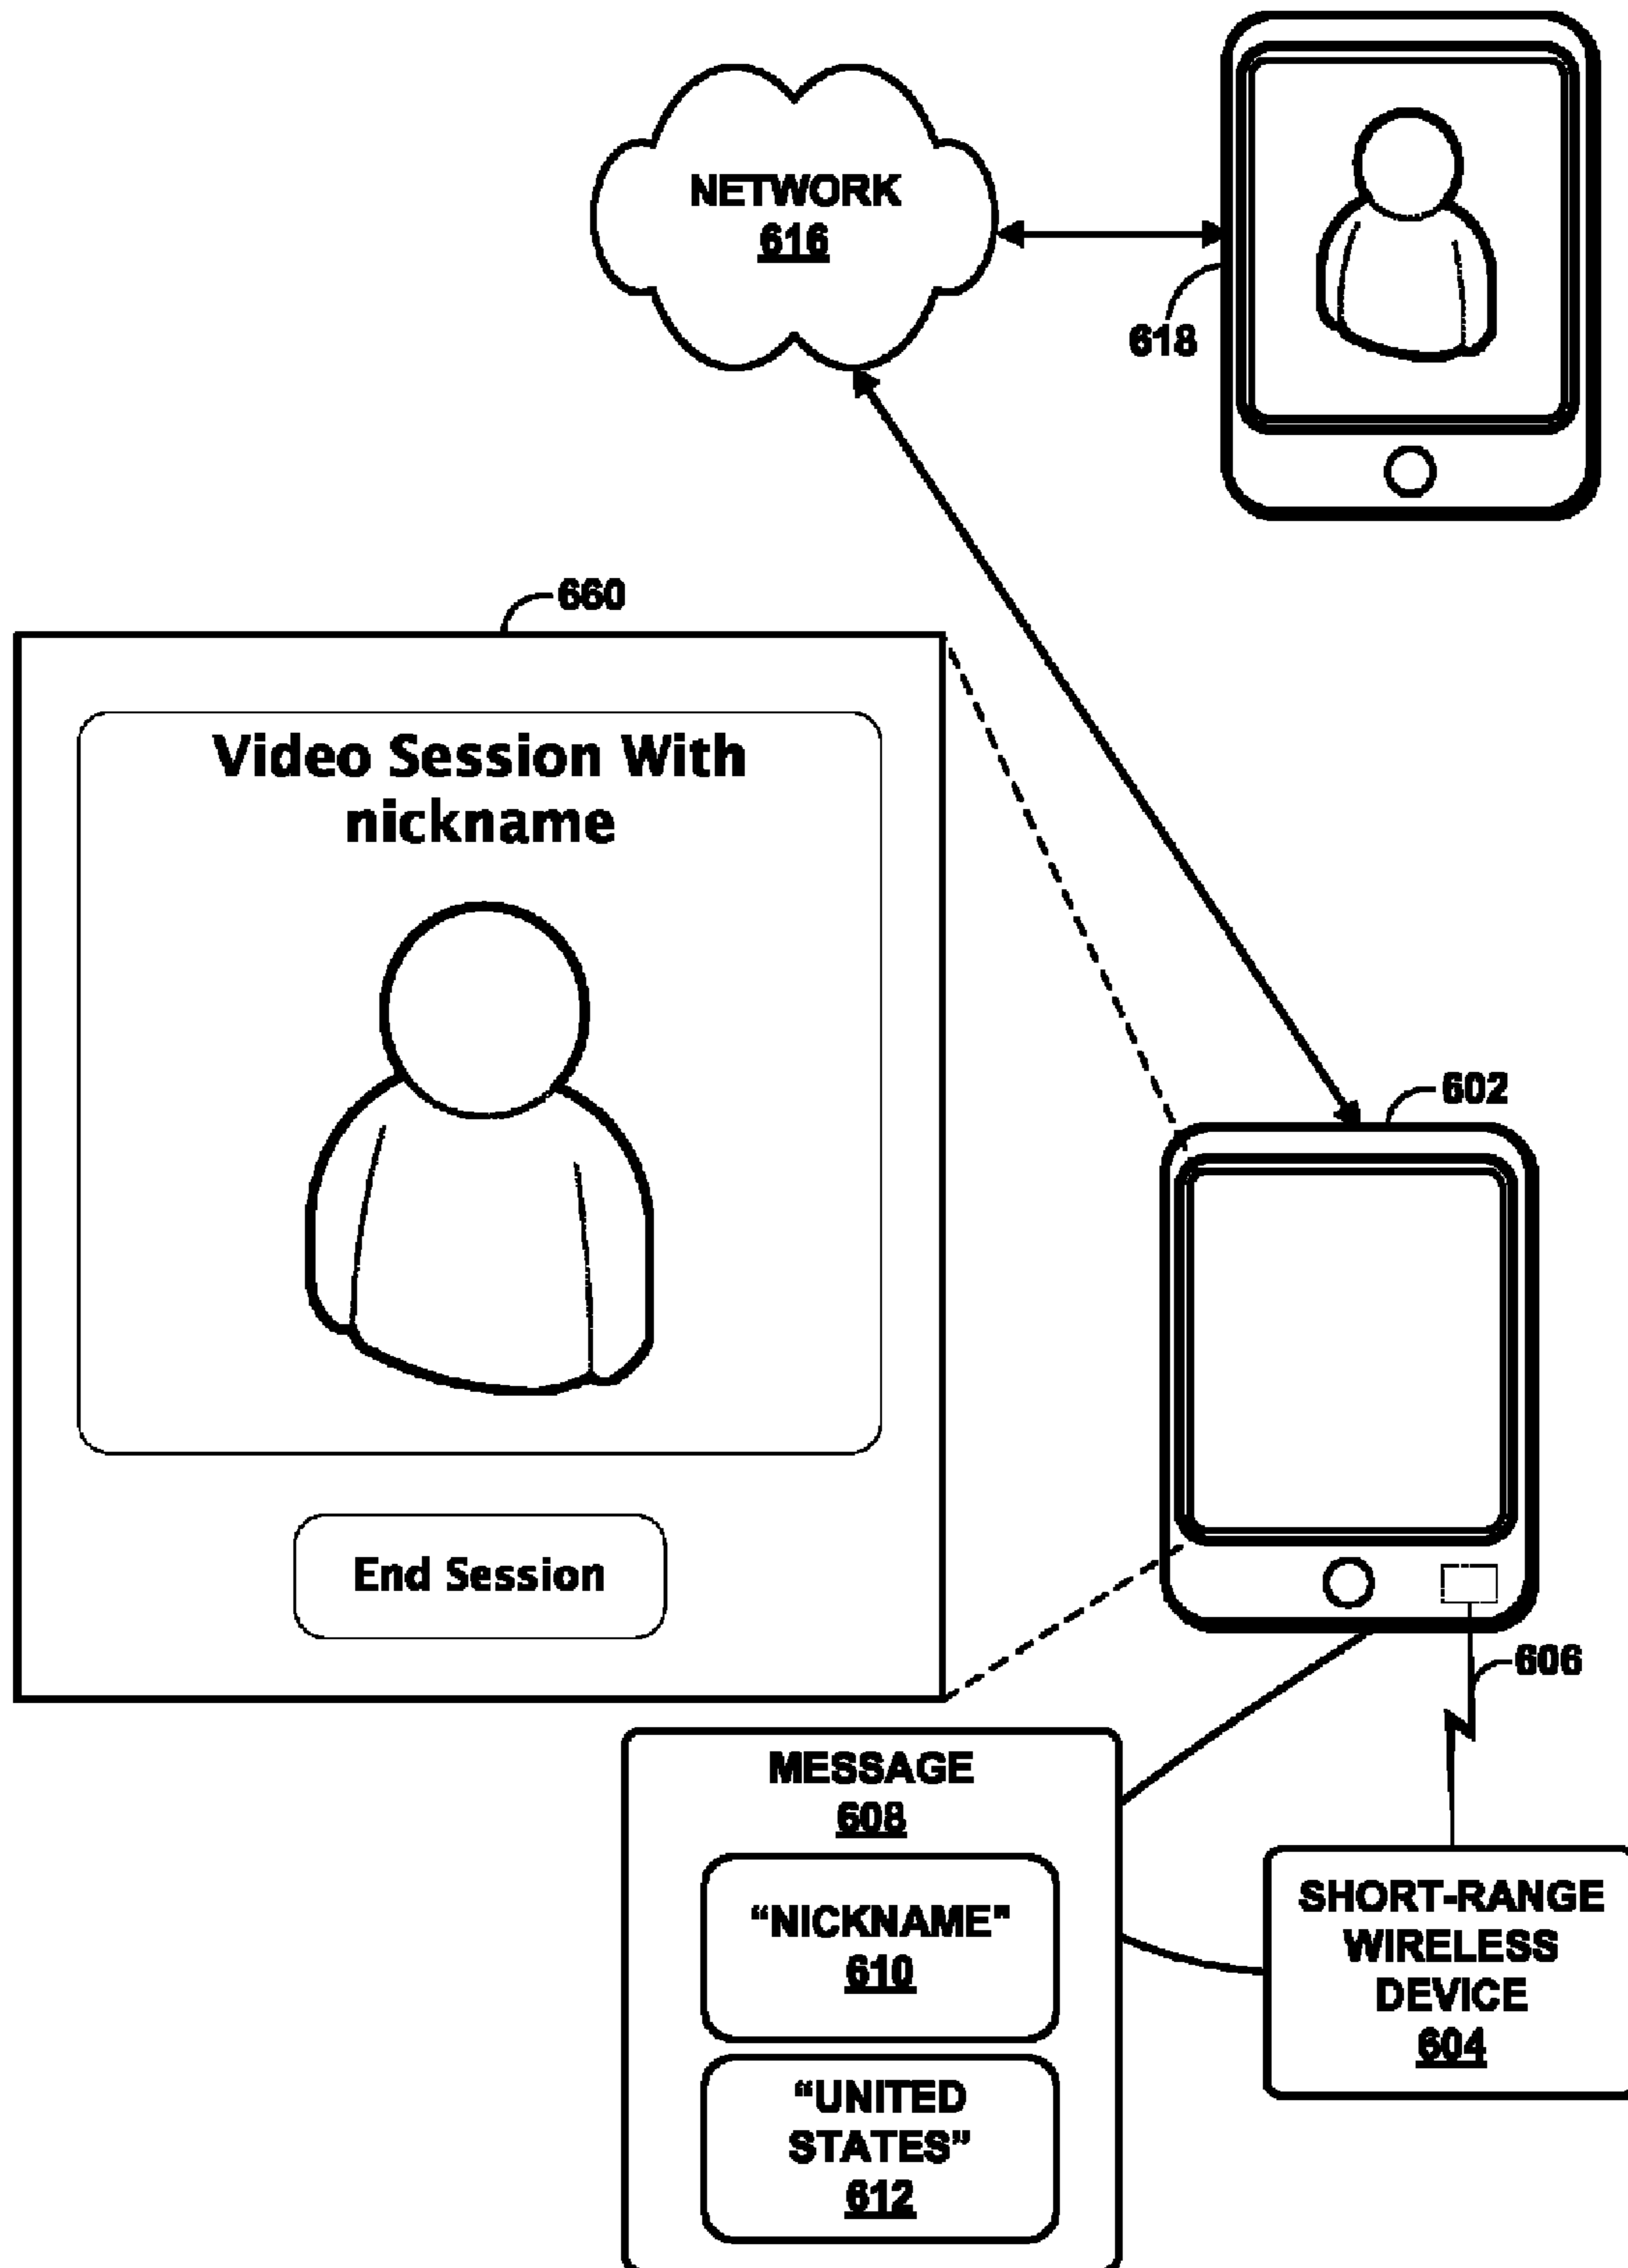 NETWORK
616
618
660
Video Session With
nickname
End Session
602
606
MESSAGE
608
“NICKNAME"
610
“UNITED
STATES”
612
SHORT-RANGE
WIRELESS
DEVICE
604